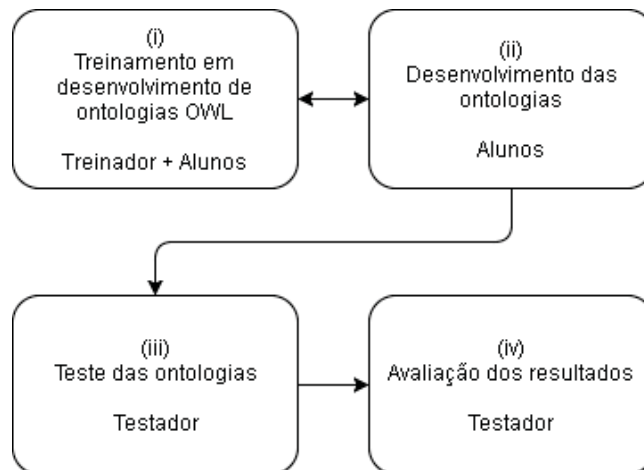 (i)
Treinamento em
desenvolvimento de
ontologias OWL
Treinador + Alunos
(ii)
Desenvolvimento das
ontologias
Alunos
(iii)
Teste das ontologias
Testador
(iv)
Avaliação dos resultados
Testador